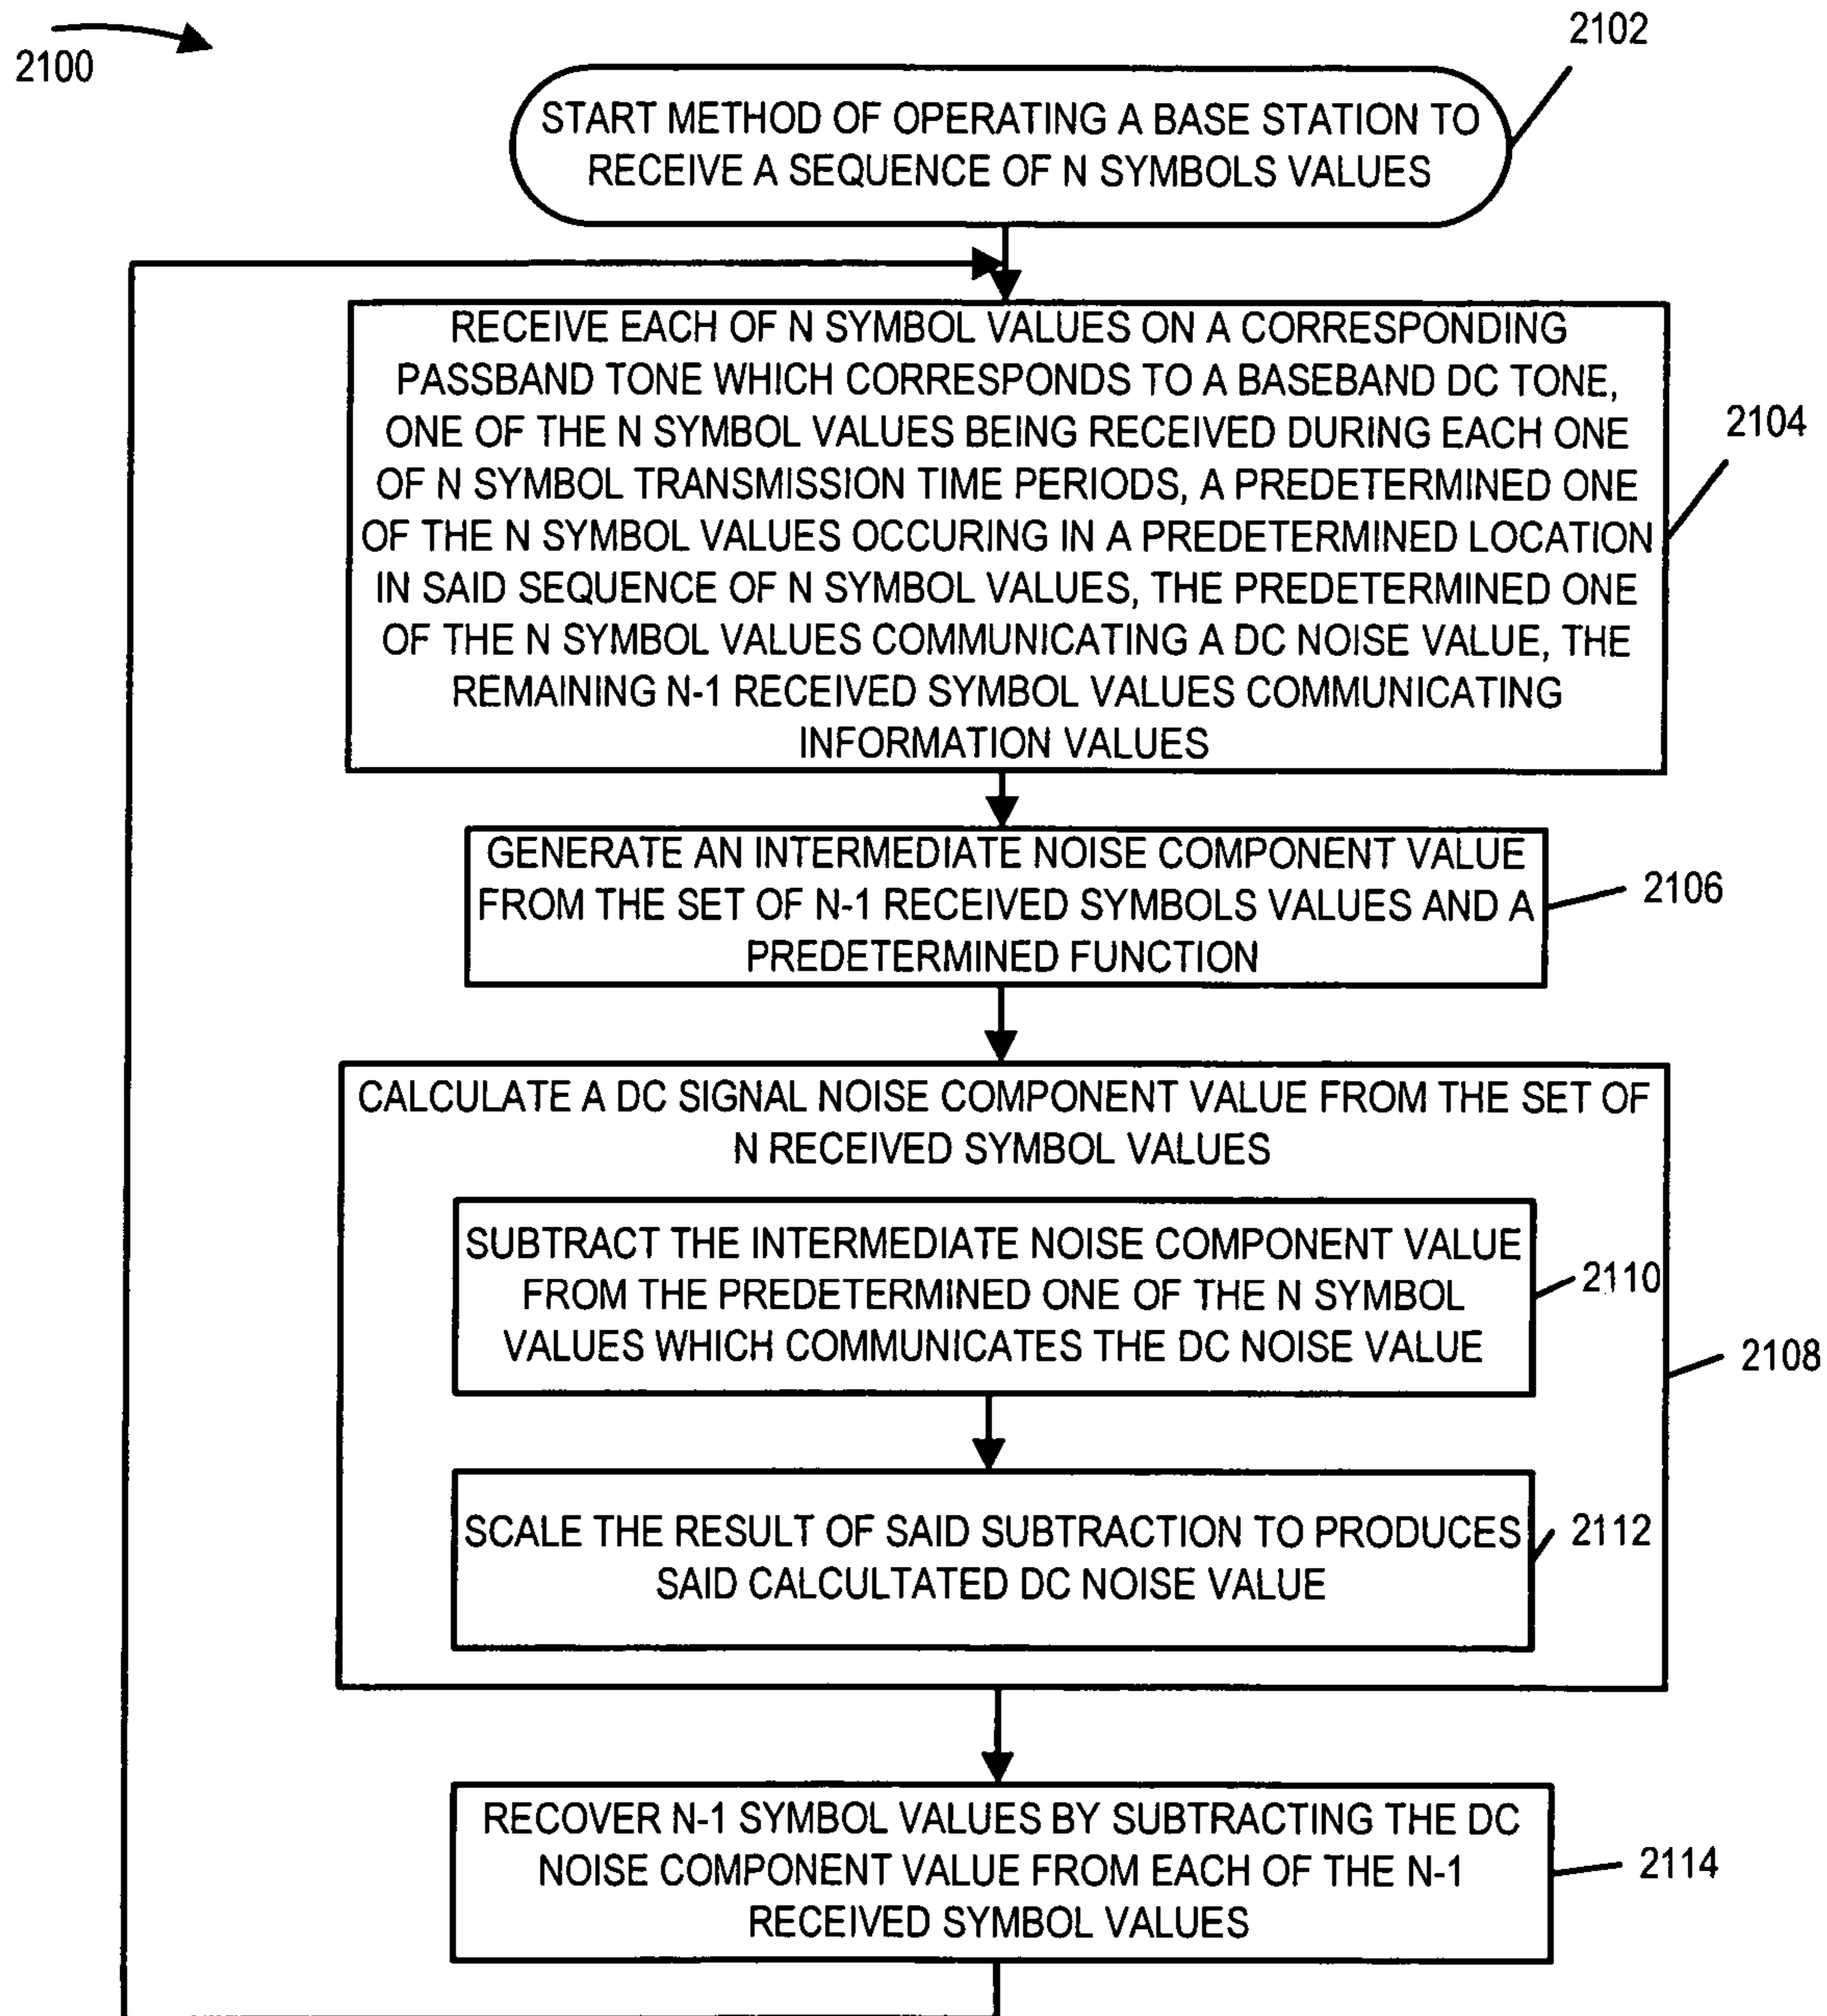 2100
2102
START METHOD OF OPERATING A BASE STATION TO
RECEIVE A SEQUENCE OF N SYMBOLS VALUES
RECEIVE EACH OF N SYMBOL VALUES ON A CORRESPONDING
PASSBAND TONE WHICH CORRESPONDS TO A BASEBAND DC TONE,
ONE OF THE N SYMBOL VALUES BEING RECEIVED DURING EACH ONE
OF N SYMBOL TRANSMISSION TIME PERIODS, A PREDETERMINED ONE
OF THE N SYMBOL VALUES OCCURING IN A PREDETERMINED LOCATION
IN SAID SEQUENCE OF N SYMBOL VALUES, THE PREDETERMINED ONE
OF THE N SYMBOL VALUES COMMUNICATING A DC NOISE VALUE, THE
REMAINING N-1 RECEIVED SYMBOL VALUES COMMUNICATING
INFORMATION VALUES
2104
GENERATE AN INTERMEDIATE NOISE COMPONENT VALUE
FROM THE SET OF N-1 RECEIVED SYMBOLS VALUES AND A
PREDETERMINED FUNCTION
2106
CALCULATE A DC SIGNAL NOISE COMPONENT VALUE FROM THE SET OF
N RECEIVED SYMBOL VALUES
SUBTRACT THE INTERMEDIATE NOISE COMPONENT VALUE
FROM THE PREDETERMINED ONE OF THE N SYMBOL
VALUES WHICH COMMUNICATES THE DC NOISE VALUE
2110
2108
SCALE THE RESULT OF SAID SUBTRACTION TO PRODUCES
SAID CALCULTATED DC NOISE VALUE
2112
RECOVER N-1 SYMBOL VALUES BY SUBTRACTING THE DC
NOISE COMPONENT VALUE FROM EACH OF THE N-1
RECEIVED SYMBOL VALUES
2114